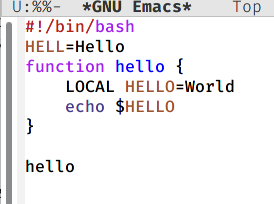 U:%%- *GNU Emacs* Top
#!/bin/bash
HELL=Hello
function hello {
    LOCAL HELLO=World
    echo $HELLO
}

hello